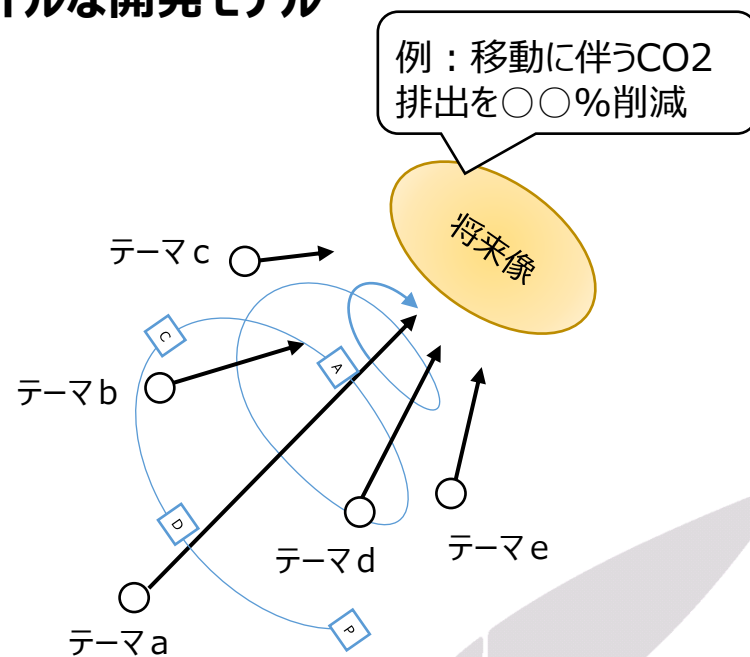 イルな開発モデル
例：移動に伴うCO2
排出を○○%削減
将来像
テーマc
C
A
テーマb
D
テーマd
テーマe
P
テーマa